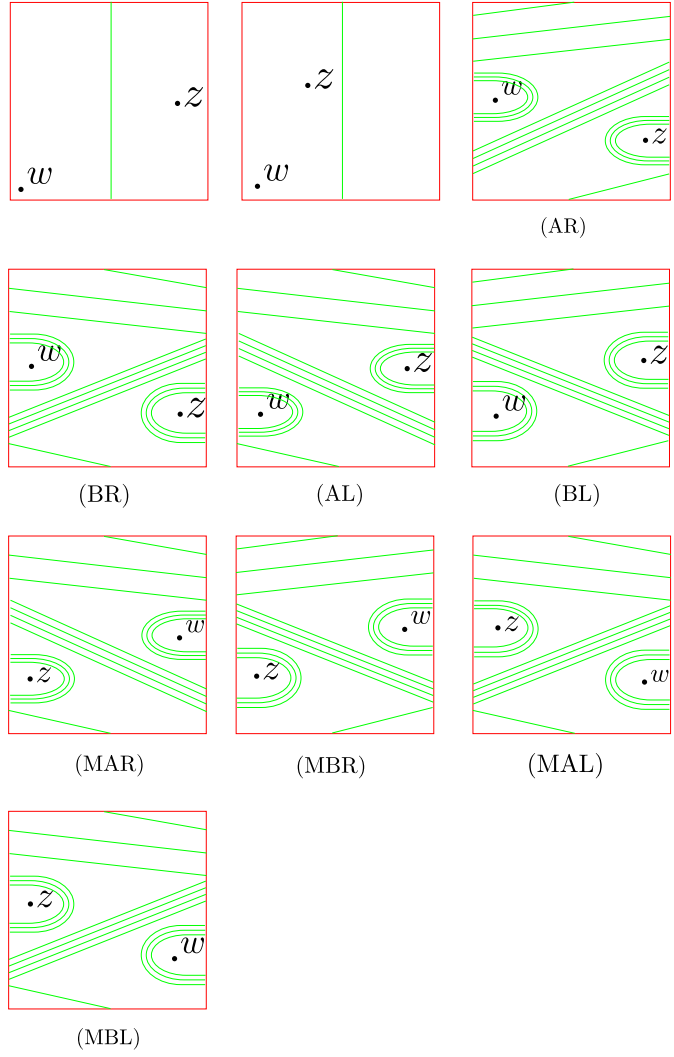 w z
w z
w z
(AR)
w z
w z
z w
(BR) (AL) (BL)
w z
w z
w z
(MAR) (MBR) (MAL)
z w
(MBL)